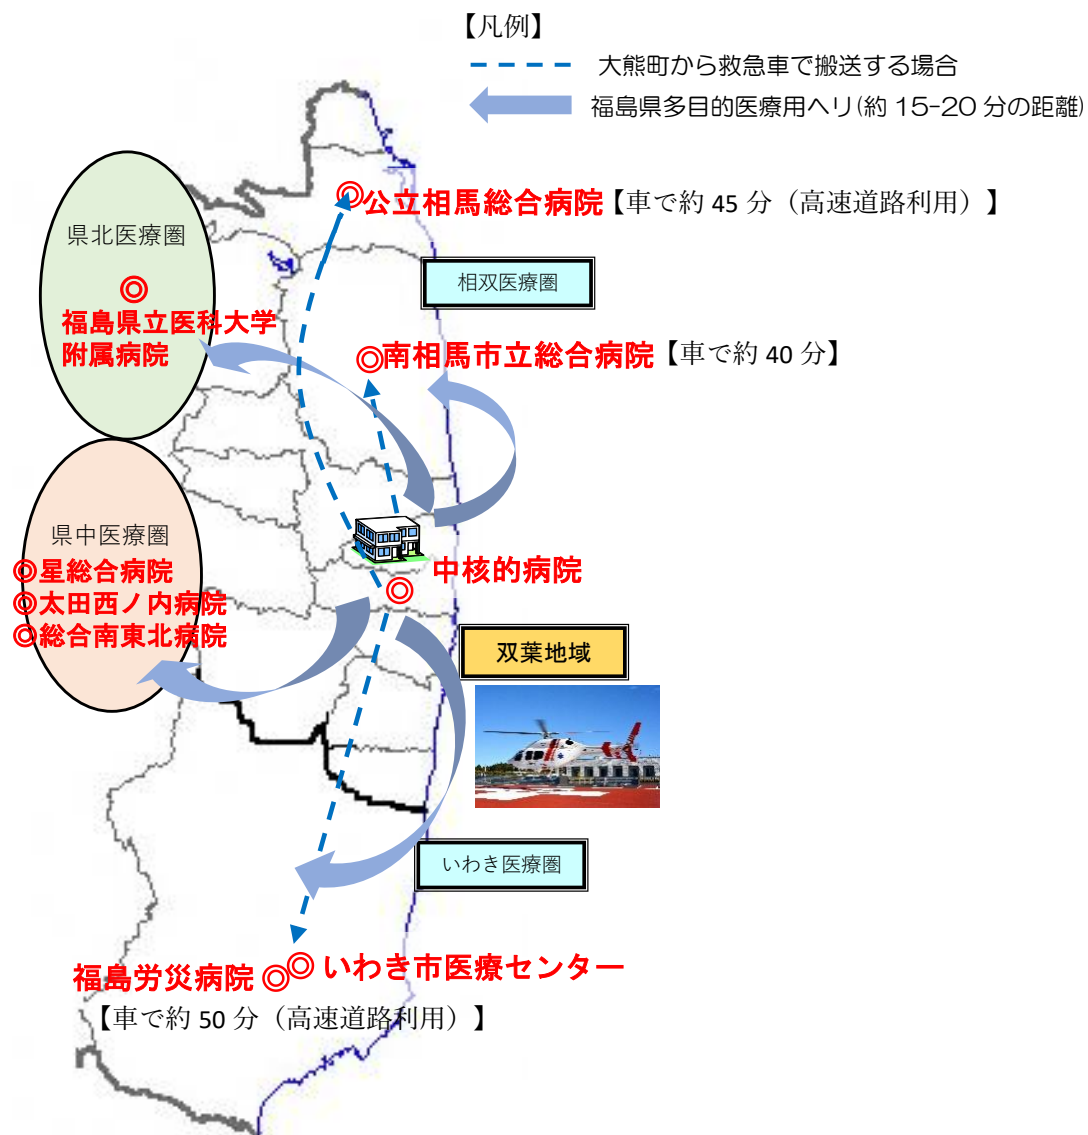 【凡例】
大熊町から救急車で搬送する場合
福島県多目的医療用ヘリ(約 15-20 分の距離)
◎公立相馬総合病院【車で約 45 分（高速道路利用）】
県北医療圏
◎
福島県立医科大学
附属病院
相双医療圏
◎南相馬市立総合病院【車で約 40 分】
県中医療圏
◎星総合病院
◎太田西ノ内病院
◎総合南東北病院
中核的病院
◎
双葉地域
いわき医療圏
福島労災病院 ◎◎いわき市医療センター
【車で約 50 分（高速道路利用）】